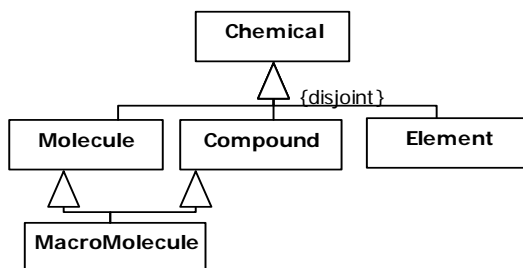 Chemical
{disjoint}
Molecule
Compound
Element
MacroMolecule